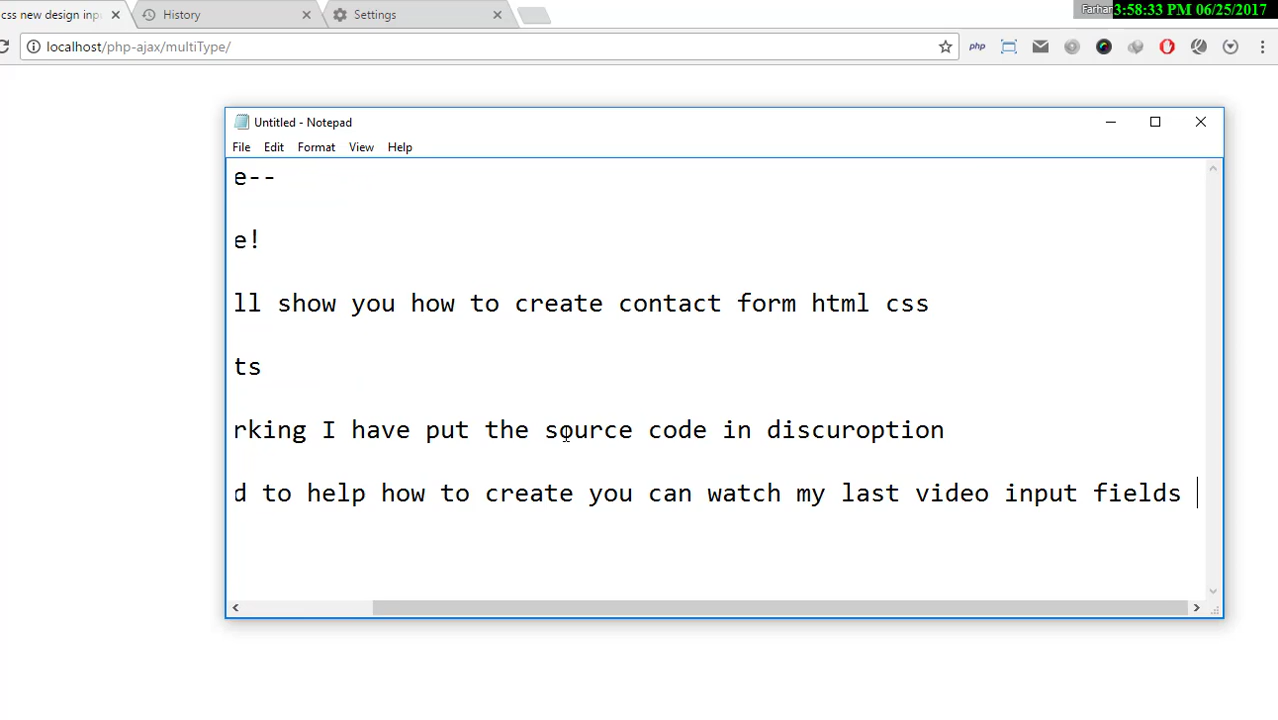 css new design inp
History
Settings
Farhan
3:58:33 PM 06/25/2017
localhost/php-ajax/multiType/
php
Untitled - Notepad
File Edit Format View Help
e--
e!
ll show you how to create contact form html css
ts
rking I have put the source code in discuroption
d to help how to create you can watch my last video input fields